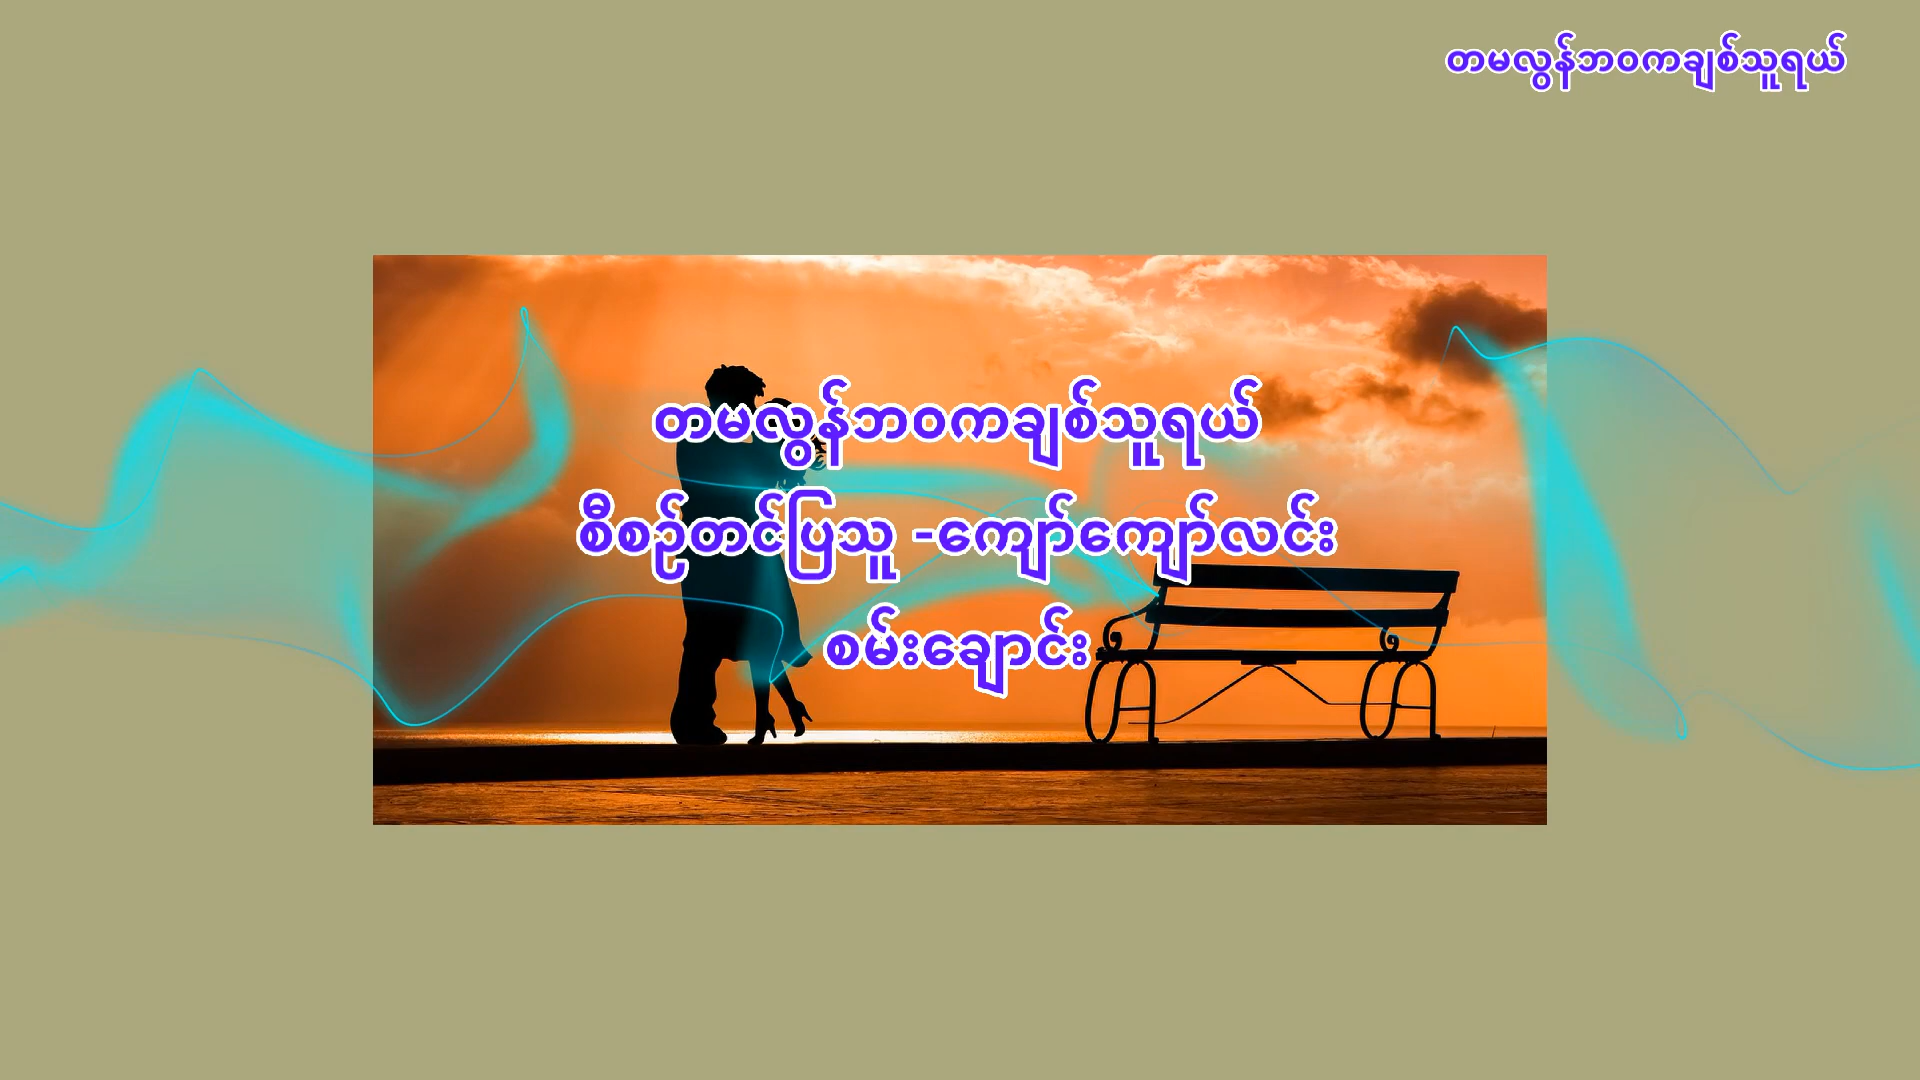 တမလွန်ဘဝကချစ်သူရယ်
တမလွန်ဘဝကချစ်သူရယ်
စီစဉ်တင်ပြသူ -ကျော်ကျော်လင်း
စမ်းချောင်း